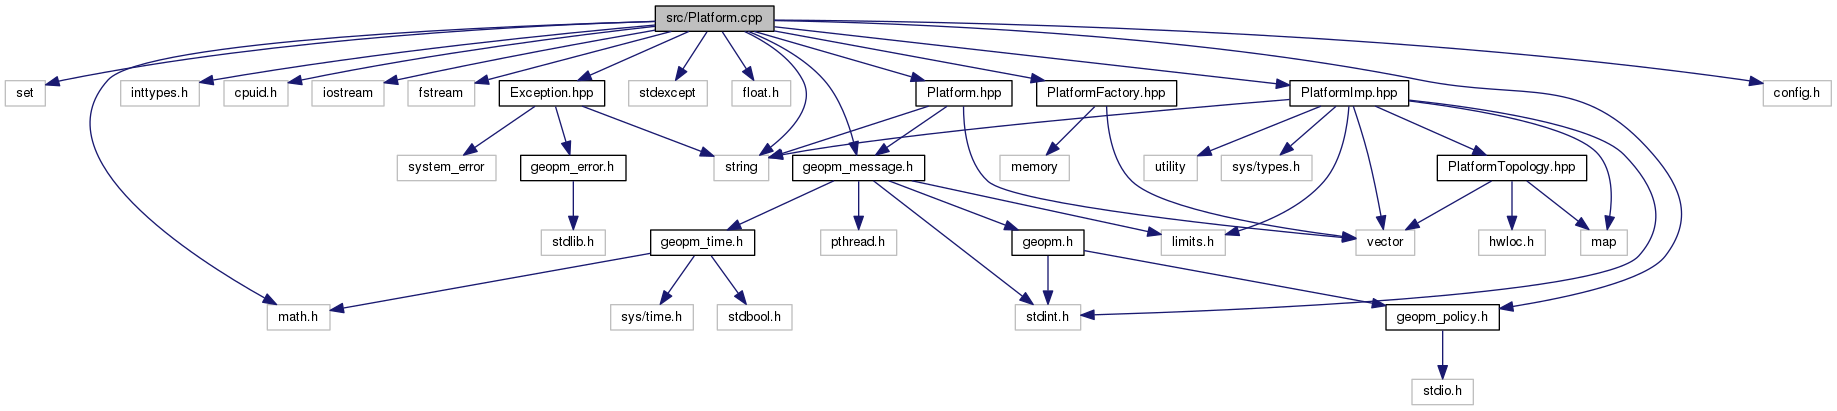 src/Platform.cpp
set
inttypes.h
cpuid.h
iostream
fstream
Exception.hpp
stdexcept
float.h
Platform.hpp
PlatformFactory.hpp
PlatformImp.hpp
config.h
system_error
geopm_error.h
string
geopm_message.h
memory
utility
sys/types.h
PlatformTopology.hpp
stdlib.h
geopm_time.h
pthread.h
geopm.h
limits.h
vector
hwloc.h
map
math.h
sys/time.h
stdbool.h
stdint.h
geopm_policy.h
stdio.h